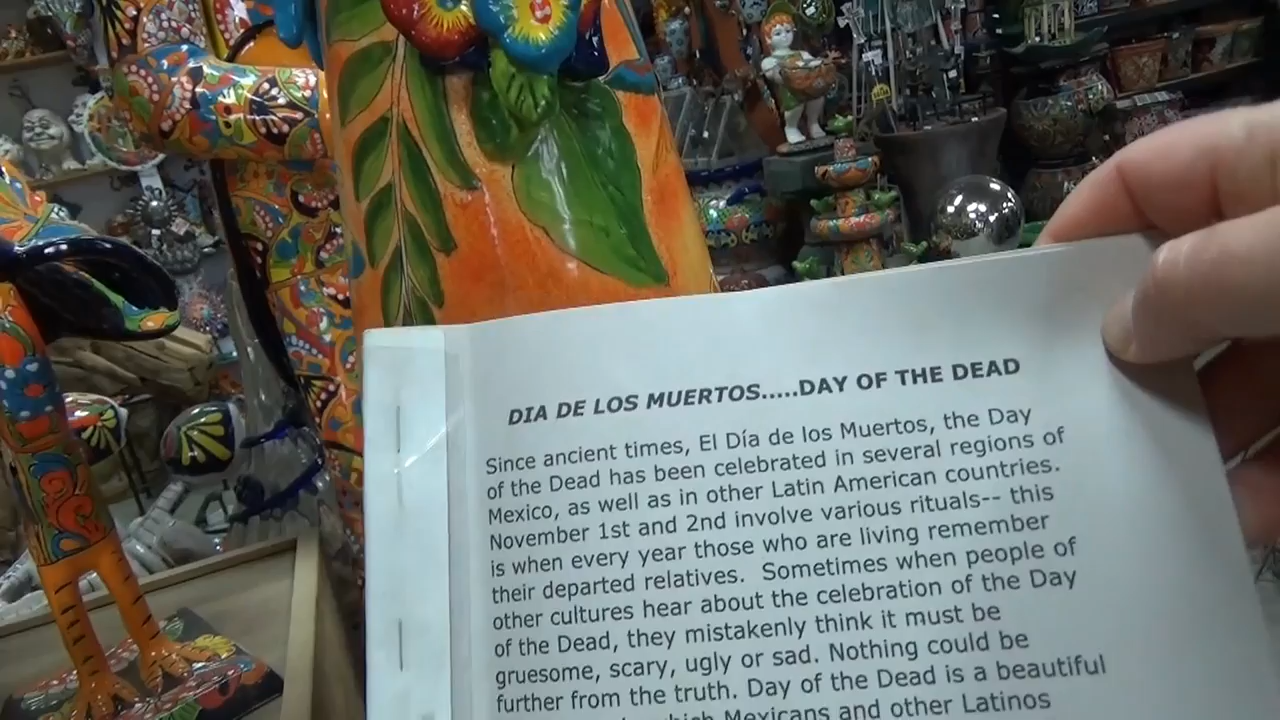 DIA DE LOS MUERTOS.....DAY OF THE DEAD
Since ancient times, El Día de los Muertos, the Day
of the Dead has been celebrated in several regions of
Mexico, as well as in other Latin American countries.
November 1st and 2nd involve various rituals-- this
is when every year those who are living remember
their departed relatives. Sometimes when people of
other cultures hear about the celebration of the Day
of the Dead, they mistakenly think it must be
gruesome, scary, ugly or sad. Nothing could be
further from the truth. Day of the Dead is a beautiful
which Mexicans and other Latinos